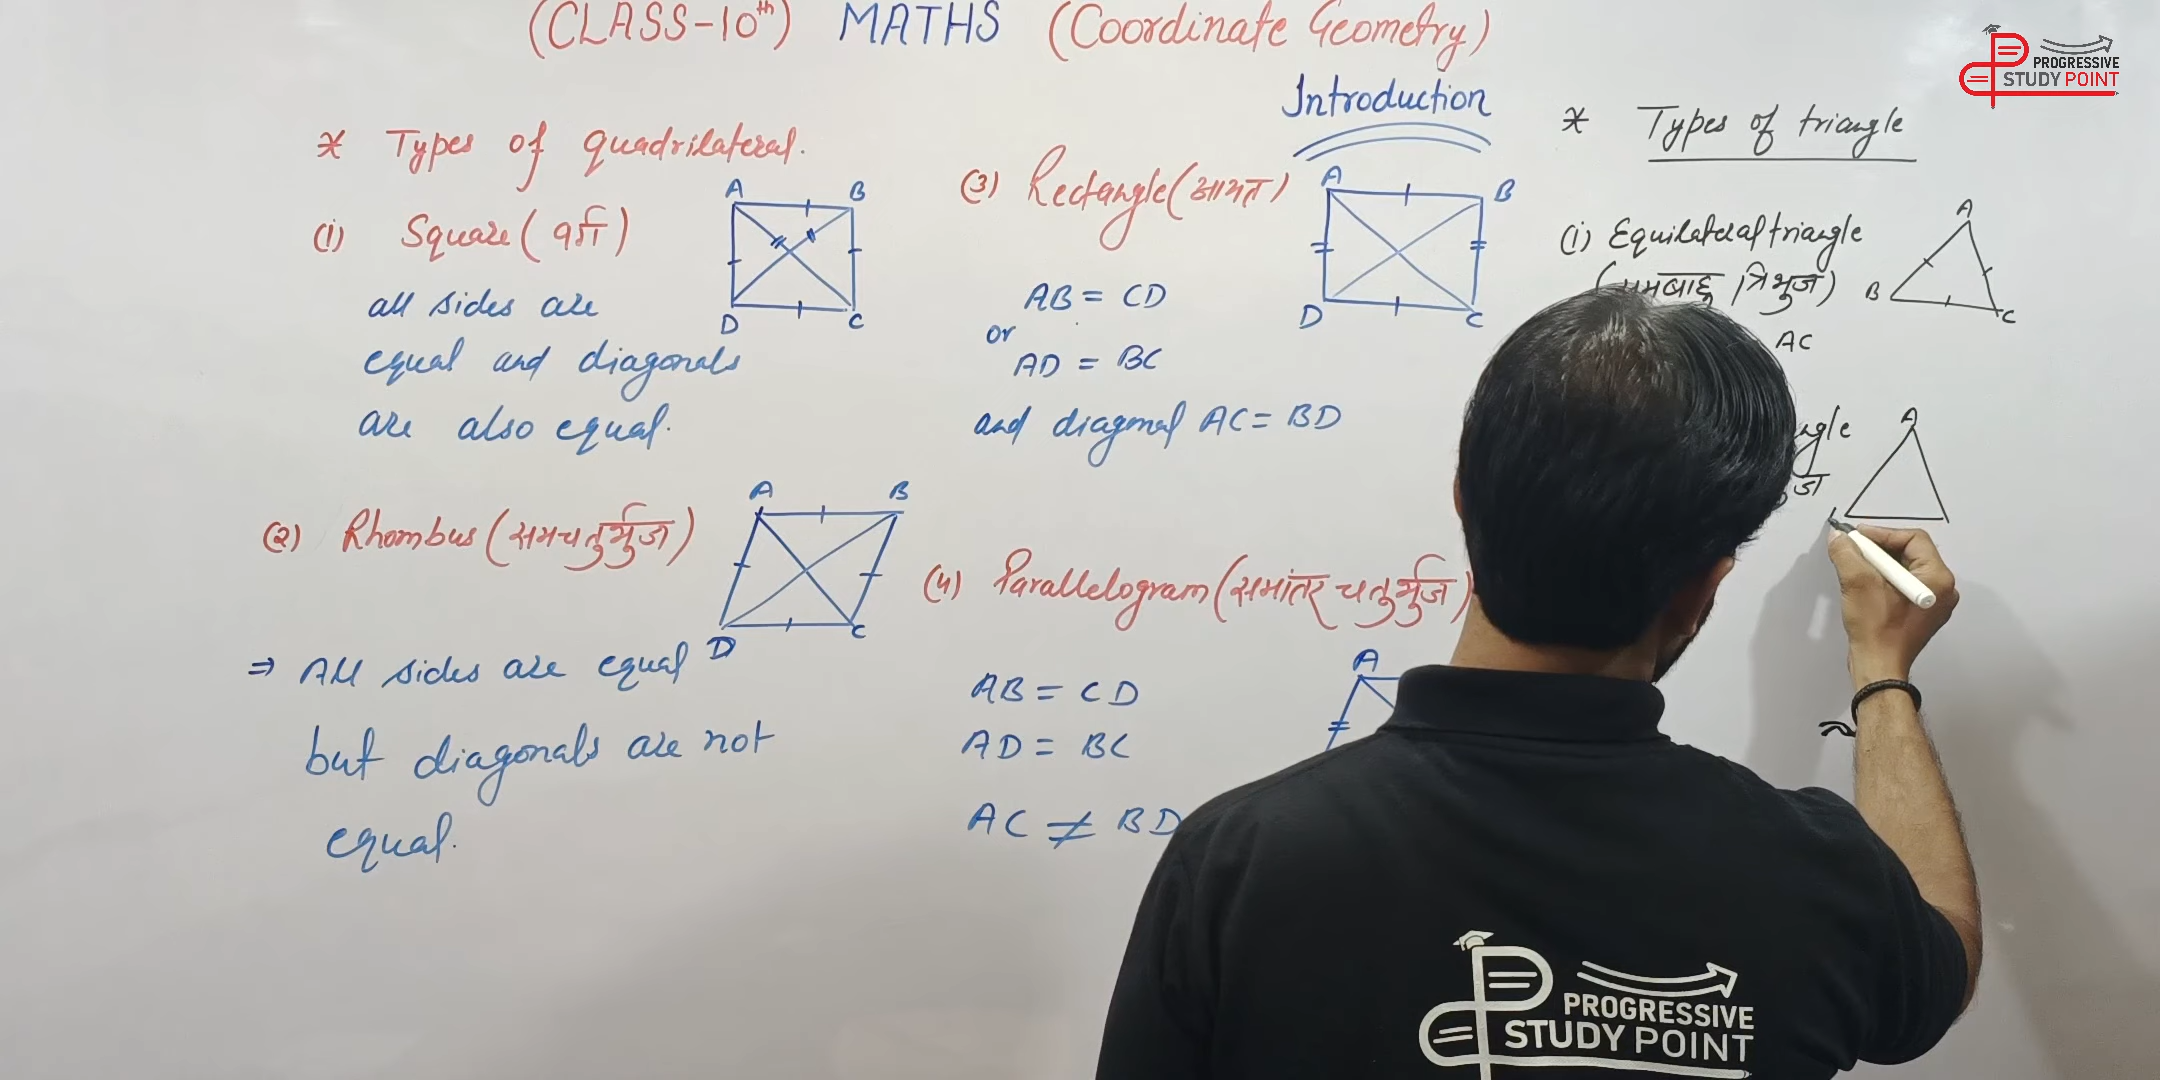 (CLASS-10th) MATHS (Coordinate Geometry)
Introduction
* Types of quadrilateral.
(1) Square (वर्ग)
A B
D C
all sides are
equal and diagonals
are also equal.
(2) Rhombus (समचतुर्भुज)
A B
D C
⇒ All sides are equal
but diagonals are not
equal.
(3) Rectangle (आयत)
A B
D C
AB = CD
or
AD = BC
and diagonal AC = BD
(4) Parallelogram (समांतर चतुर्भुज)
A
AB = CD
AD = BC
AC ≠ BD
* Types of triangle
(i) Equilateral triangle
(समबाहु त्रिभुज)
A
B C
AC
A
PROGRESSIVE
STUDY POINT
PROGRESSIVE
STUDY POINT